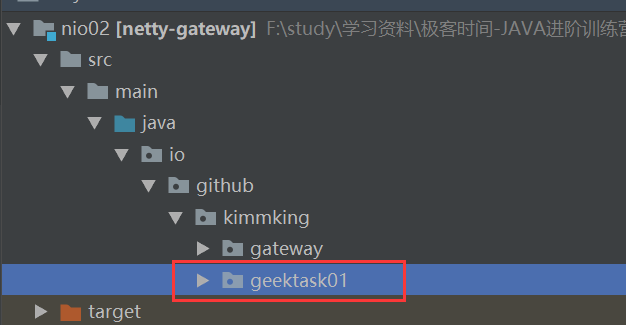 nio02 [netty-gateway] F:\study\学习资料\极客时间-JAVA进阶训练营
src
main
java
io
github
kimmking
gateway
geektask01
target